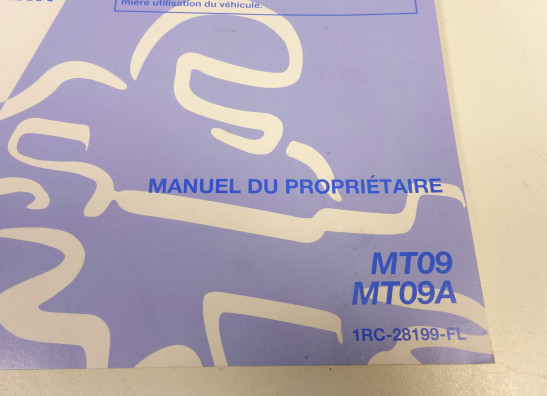 mière utilisation du véhicule.
MANUEL DU PROPRIÉTAIRE
MT09
MT09A
1RC-28199-FL